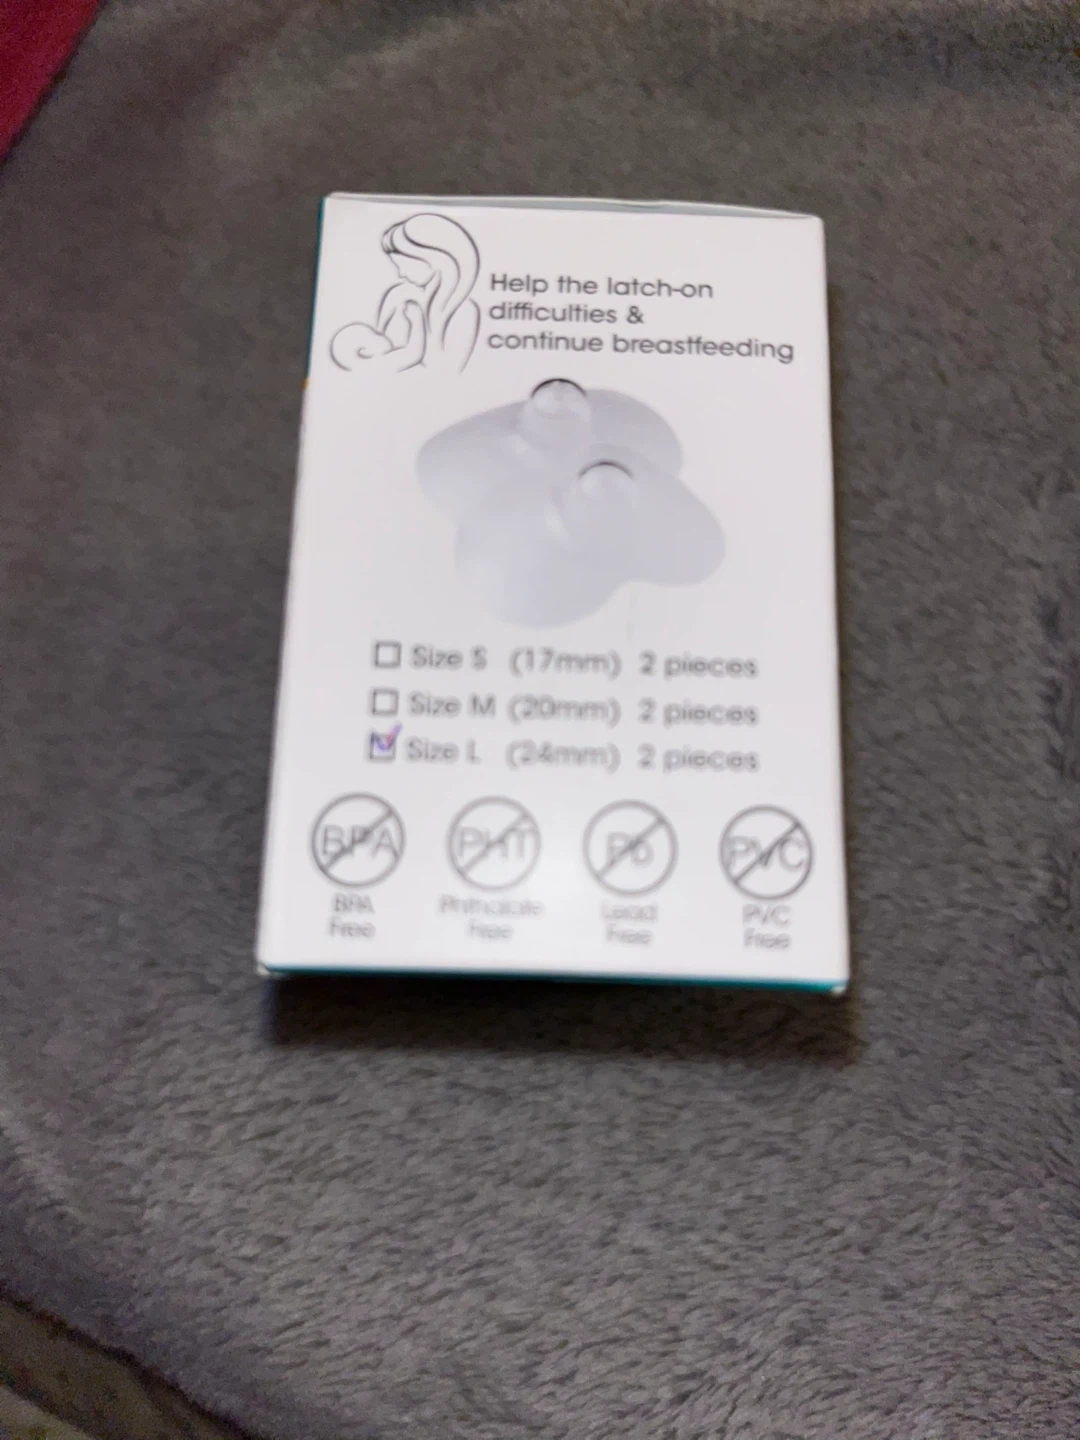 Help the latch-on
difficulties &
continue breastfeeding
Size S (17mm) 2 pieces
Size M (20mm) 2 pieces
Size L (24mm) 2 pieces
BPA PHT Pb PVC
BPA Phthalate Lead PVC
Free Free Free Free